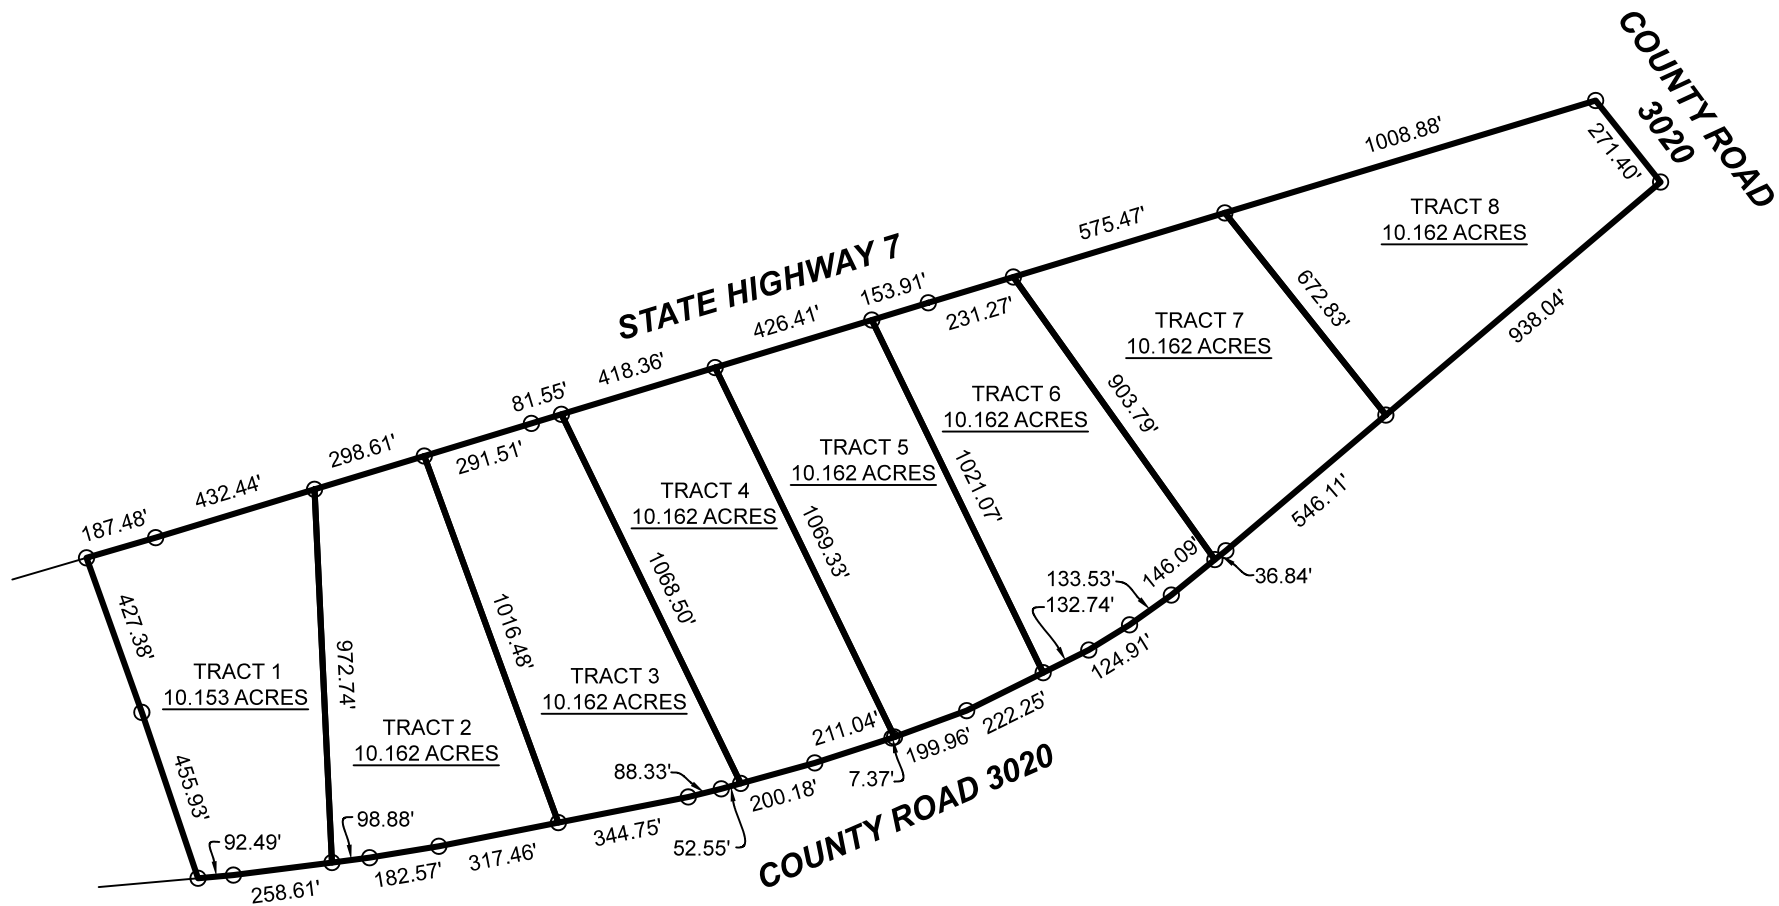 COUNTY ROAD
3020
1008.88'
271.40'
TRACT 8
10.162 ACRES
575.47'
STATE HIGHWAY 7
153.91'
231.27'
426.41'
672.83'
938.04'
TRACT 7
10.162 ACRES
418.36'
81.55'
903.79'
TRACT 6
10.162 ACRES
298.61'
291.51'
TRACT 5
10.162 ACRES
1021.07'
432.44'
187.48'
TRACT 4
10.162 ACRES
1069.33'
546.11'
146.09'
36.84'
133.53'
132.74'
124.91'
1068.50'
427.38'
1016.48'
972.74'
TRACT 1
10.153 ACRES
TRACT 3
10.162 ACRES
TRACT 2
10.162 ACRES
211.04'
222.25'
199.96'
7.37'
88.33'
200.18'
455.93'
COUNTY ROAD 3020
98.88'
92.49'
344.75'
52.55'
317.46'
182.57'
258.61'